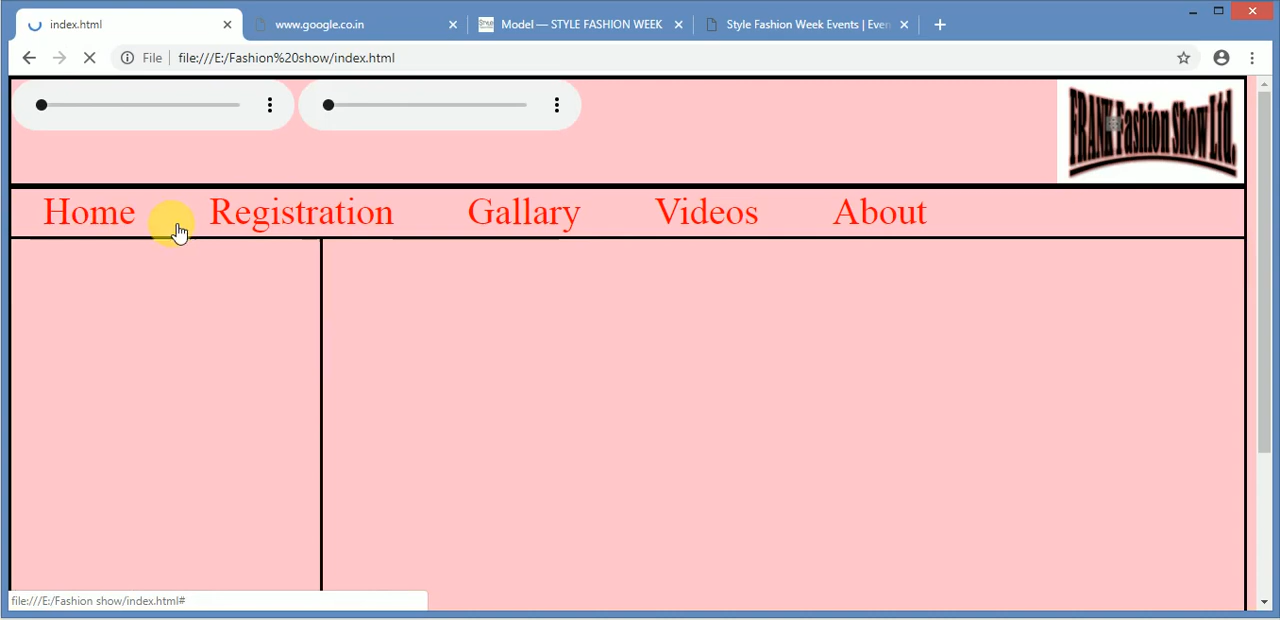 index.html
www.google.co.in
Model — STYLE FASHION WEEK
Style Fashion Week Events | Even
File file:///E:/Fashion%20show/index.html
FRANK Fashion Show Ltd.
Home Registration Gallary Videos About
file:///E:/Fashion show/index.html#